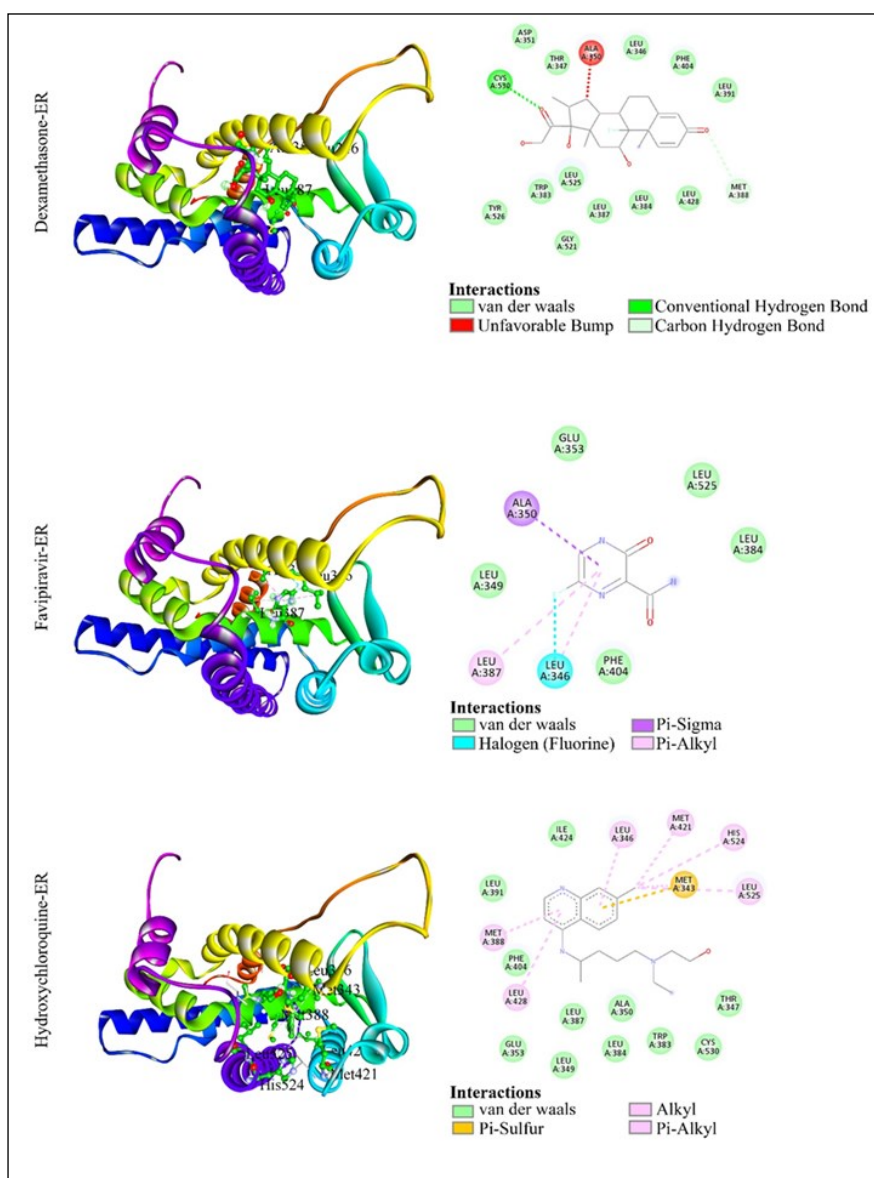 Dexamethasone-ER
Leu387
ASP A:351
THR A:347
ALA A:350
LEU A:346
PHE A:404
LEU A:391
CYS A:530
MET A:388
TYR A:526
TRP A:383
LEU A:525
LEU A:387
LEU A:384
LEU A:428
GLY A:521
Interactions
van der waals
Conventional Hydrogen Bond
Unfavorable Bump
Carbon Hydrogen Bond
Favipiravir-ER
Leu387
GLU A:353
LEU A:525
ALA A:350
LEU A:384
LEU A:349
LEU A:387
LEU A:346
PHE A:404
Interactions
van der waals
Pi-Sigma
Halogen (Fluorine)
Pi-Alkyl
Hydroxychloroquine-ER
Met343
Met388
His524
Met421
ILE A:424
LEU A:346
MET A:421
HIS A:524
LEU A:391
MET A:343
LEU A:525
MET A:388
PHE A:404
LEU A:428
LEU A:387
ALA A:350
THR A:347
GLU A:353
LEU A:349
LEU A:384
TRP A:383
CYS A:530
Interactions
van der waals
Alkyl
Pi-Sulfur
Pi-Alkyl